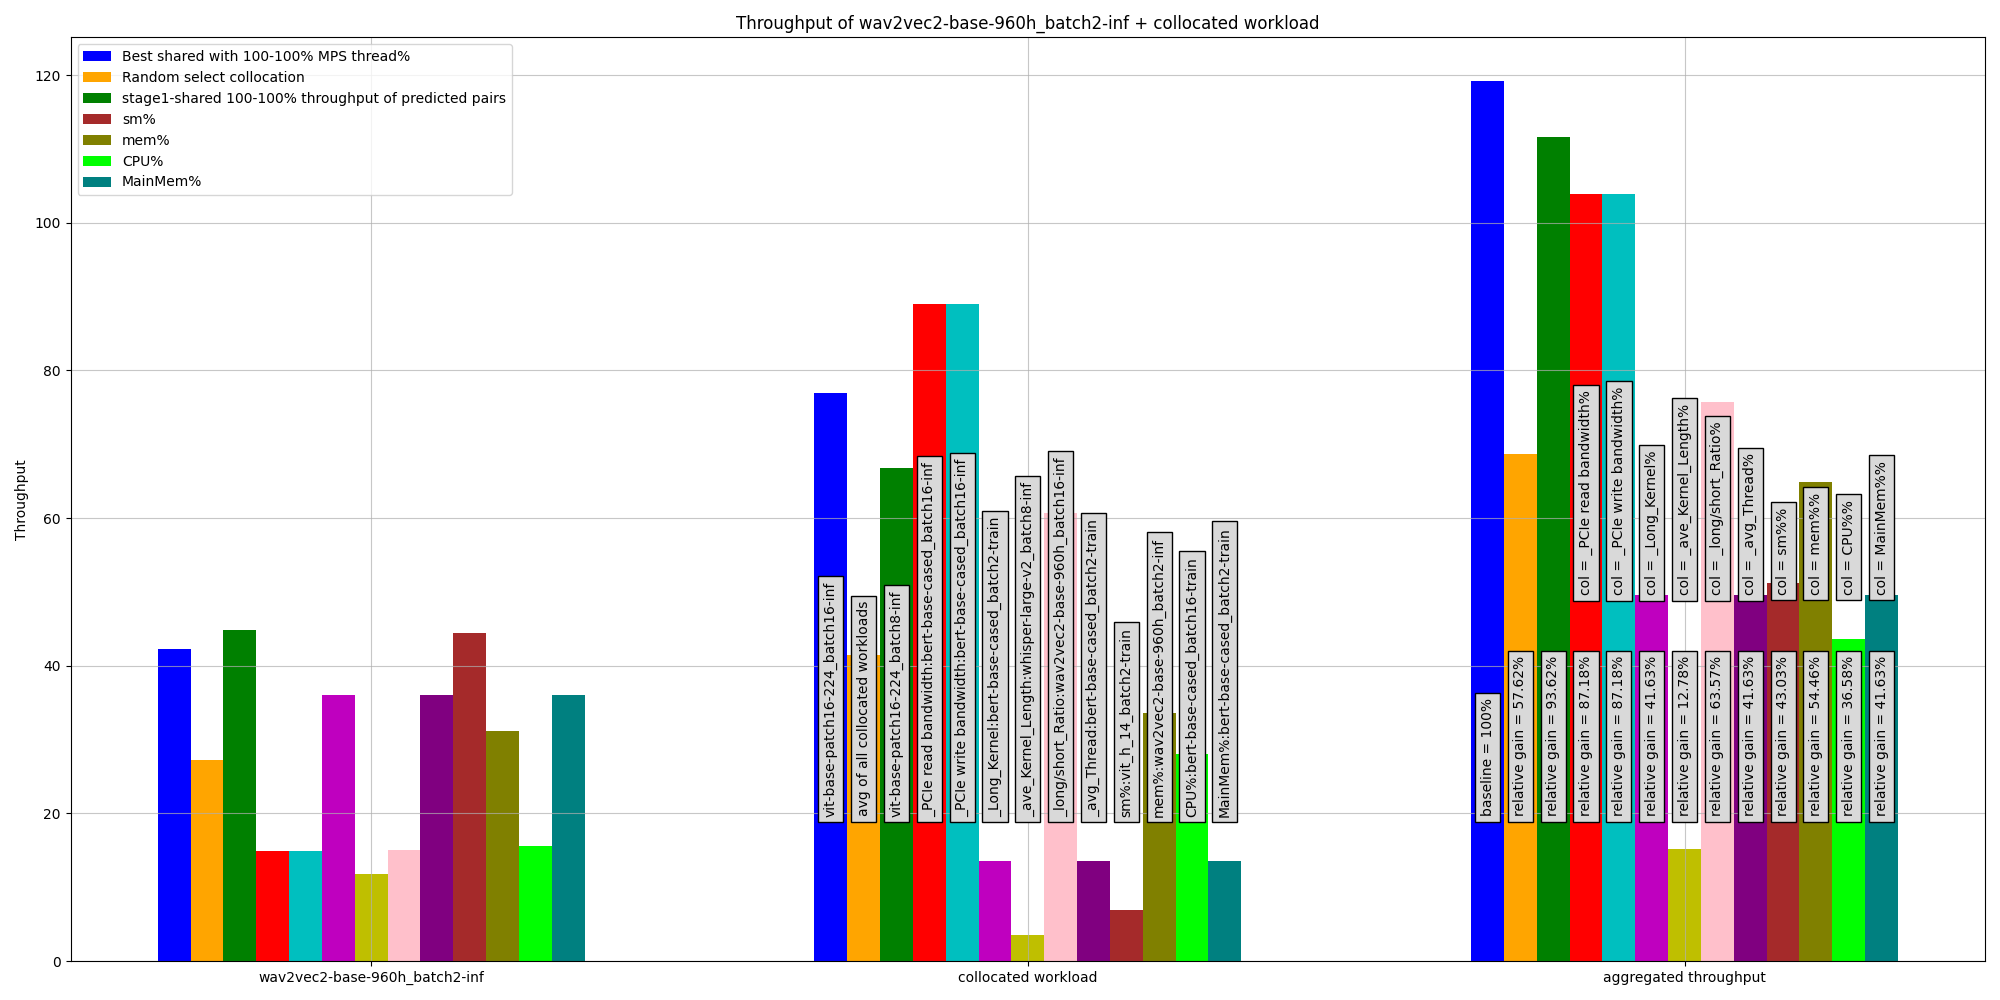 Throughput of wav2vec2-base-960h_batch2-inf + collocated workload
Best shared with 100-100% MPS thread%
Random select collocation
stage1-shared 100-100% throughput of predicted pairs
sm%
mem%
CPU%
MainMem%
Throughput
120
100
80
60
40
20
0
vit-base-patch16-224_batch16-inf
avg of all collocated workloads
vit-base-patch16-224_batch8-inf
_PCIe read bandwidth:bert-base-cased_batch16-inf
_PCIe write bandwidth:bert-base-cased_batch16-inf
_Long_Kernel:bert-base-cased_batch2-train
_ave_Kernel_Length:whisper-large-v2_batch8-inf
_long/short_Ratio:wav2vec2-base-960h_batch16-inf
_avg_Thread:bert-base-cased_batch2-train
sm%:vit_h_14_batch2-train
mem%:wav2vec2-base-960h_batch2-inf
CPU%:bert-base-cased_batch16-train
MainMem%:bert-base-cased_batch2-train
col = _PCIe read bandwidth%
col = _PCIe write bandwidth%
col = _Long_Kernel%
col = _ave_Kernel_Length%
col = _long/short_Ratio%
col = _avg_Thread%
col = sm%%
col = mem%%
col = CPU%%
col = MainMem%%
baseline = 100%
relative gain = 57.62%
relative gain = 93.62%
relative gain = 87.18%
relative gain = 87.18%
relative gain = 41.63%
relative gain = 12.78%
relative gain = 63.57%
relative gain = 41.63%
relative gain = 43.03%
relative gain = 54.46%
relative gain = 36.58%
relative gain = 41.63%
wav2vec2-base-960h_batch2-inf
collocated workload
aggregated throughput